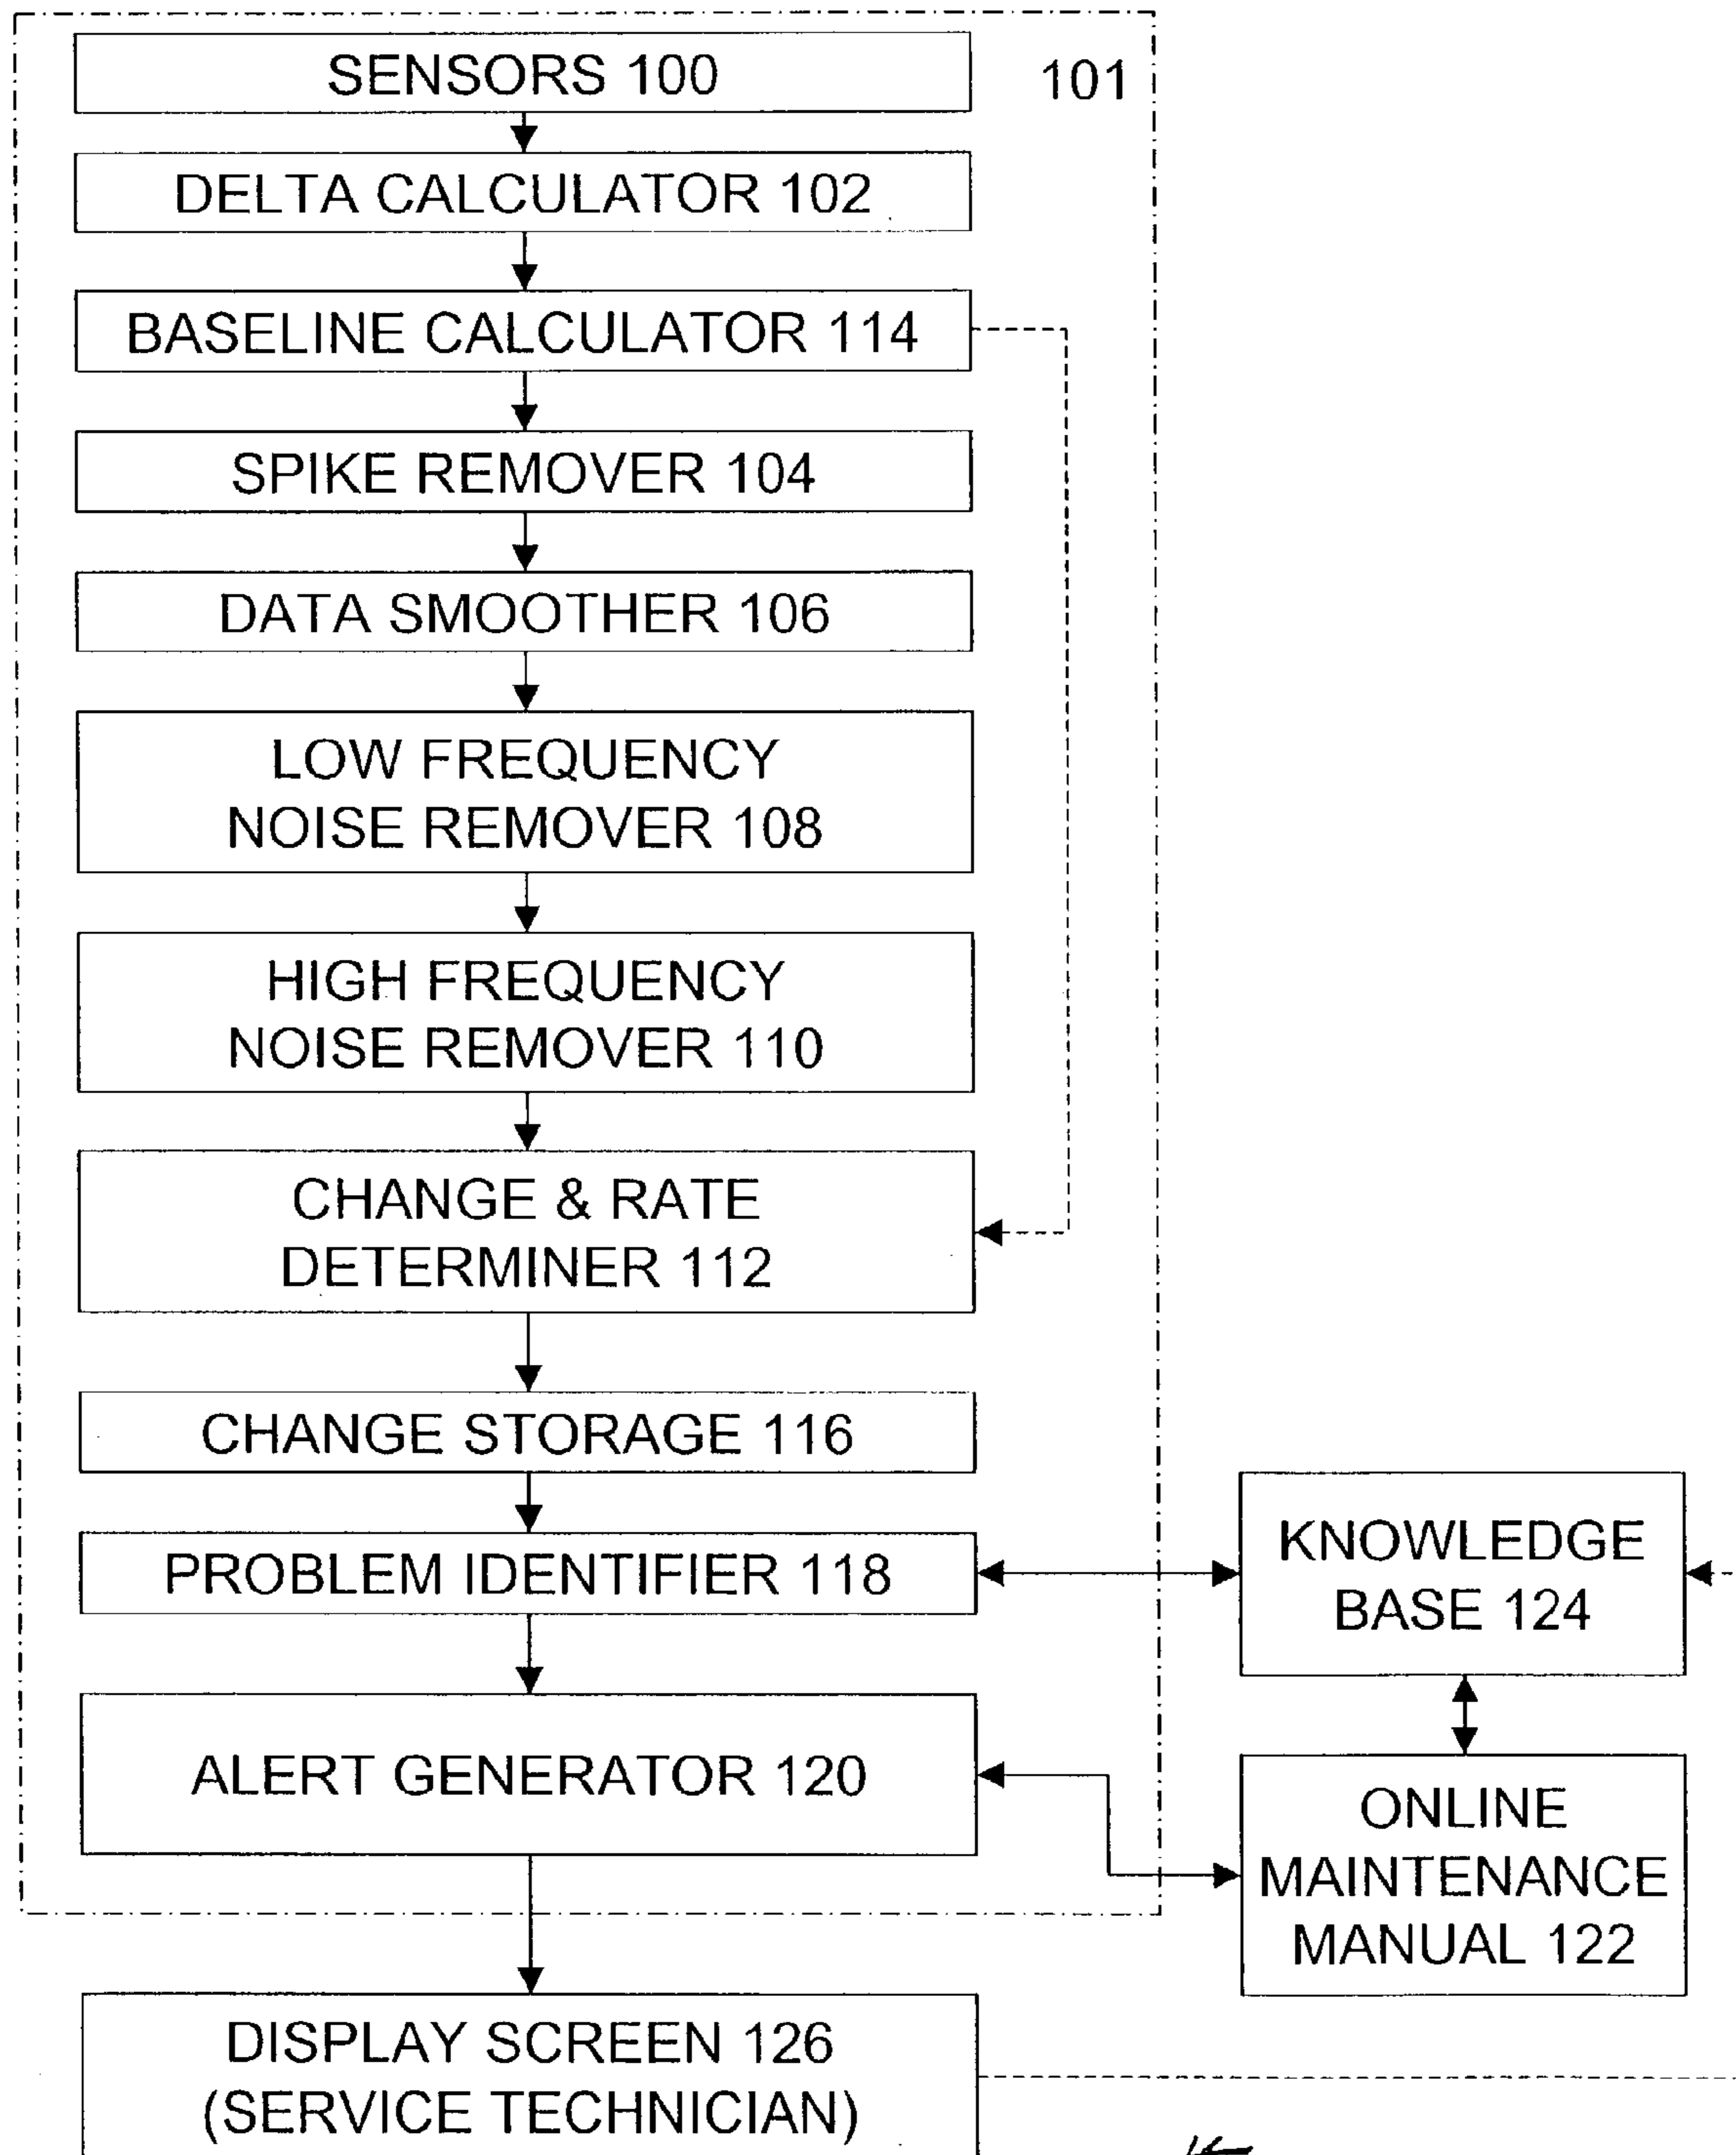 SENSORS 100
101
DELTA CALCULATOR 102
BASELINE CALCULATOR 114
SPIKE REMOVER 104
DATA SMOOTHER 106
LOW FREQUENCY
NOISE REMOVER 108
HIGH FREQUENCY
NOISE REMOVER 110
CHANGE & RATE
DETERMINER 112
CHANGE STORAGE 116
PROBLEM IDENTIFIER 118
KNOWLEDGE
BASE 124
ALERT GENERATOR 120
ONLINE
MAINTENANCE
MANUAL 122
DISPLAY SCREEN 126
(SERVICE TECHNICIAN)